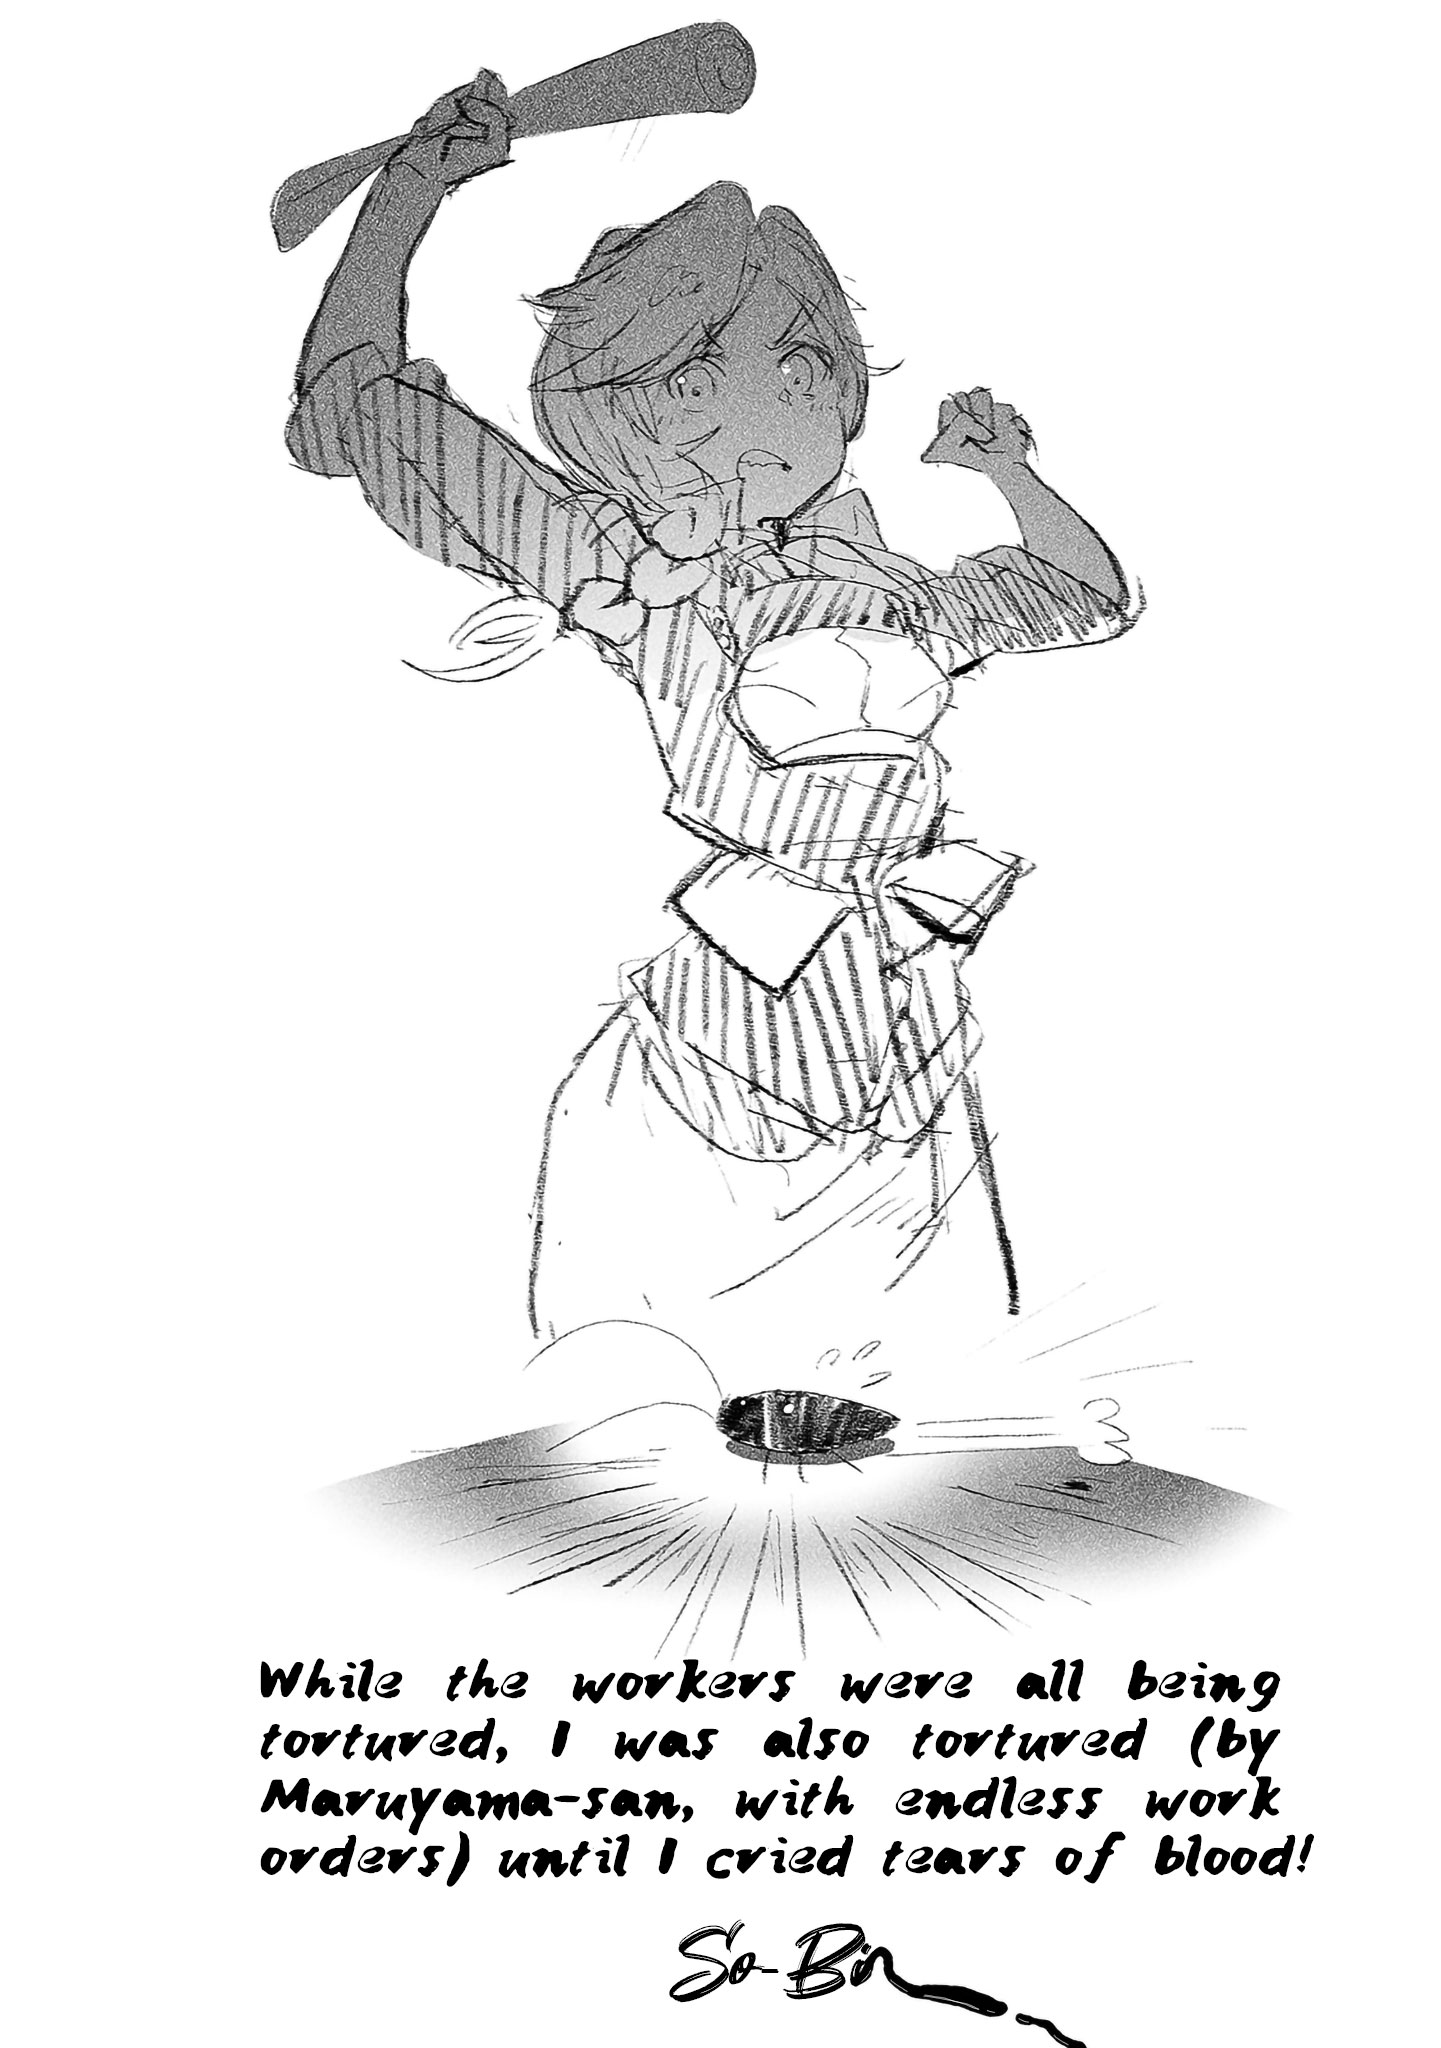 While the workers were all being
tortured, I was also tortured (by
Maruyama-san, with endless work
orders) until I cried tears of blood!
So-Bin